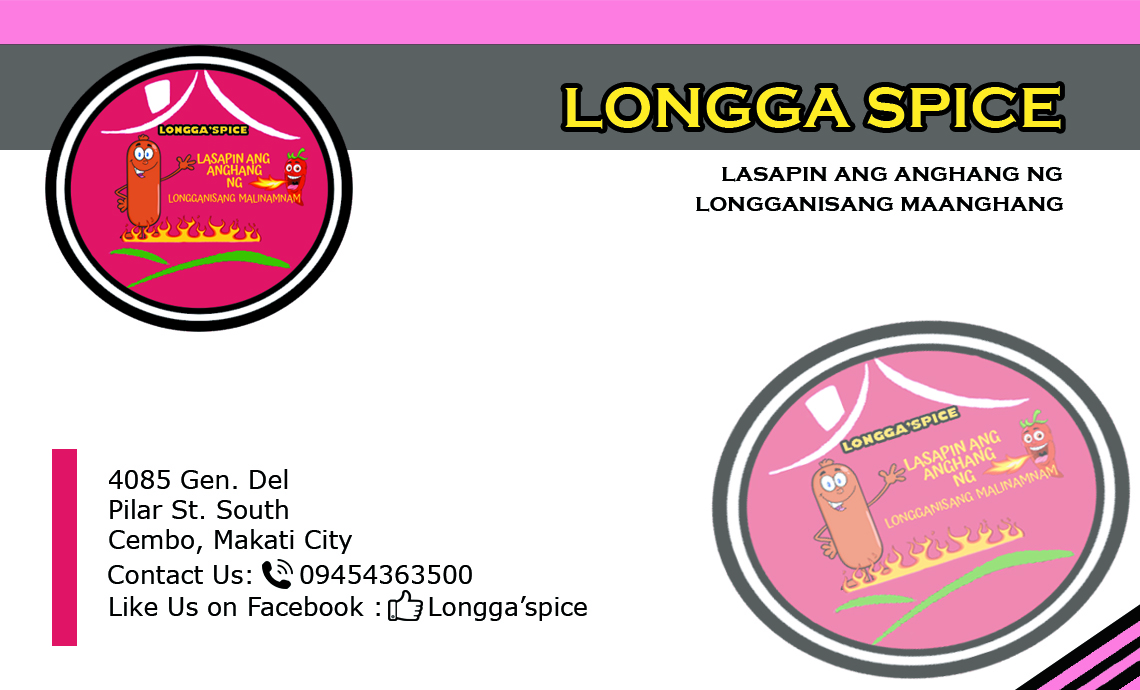 LONGGA SPICE
LASAPIN ANG ANGHANG NG
LONGGANISANG MAANGHANG
LONGGA'SPICE
LASAPIN ANG
ANGHANG
NG
LONGGANISANG MALINAMNAM
LONGGA'SPICE
LASAPIN ANG
ANGHANG
NG
LONGGANISANG MALINAMNAM
4085 Gen. Del
Pilar St. South
Cembo, Makati City
Contact Us: 09454363500
Like Us on Facebook : Longga’spice